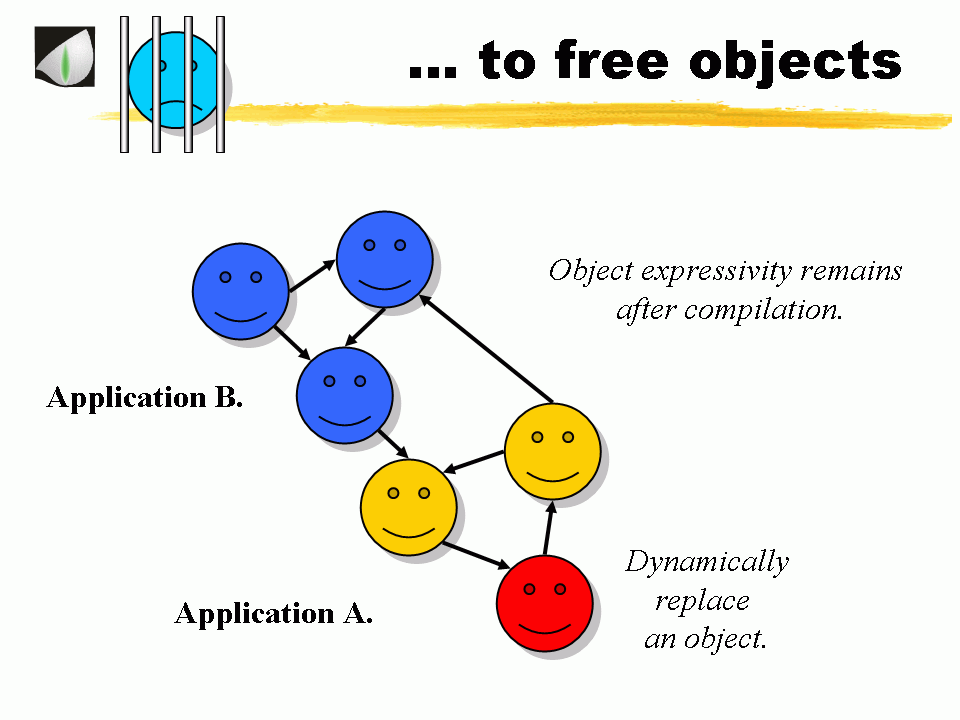 ... to free objects
Object expressivity remains
after compilation.
Application B.
Application A.
Dynamically
replace
an object.